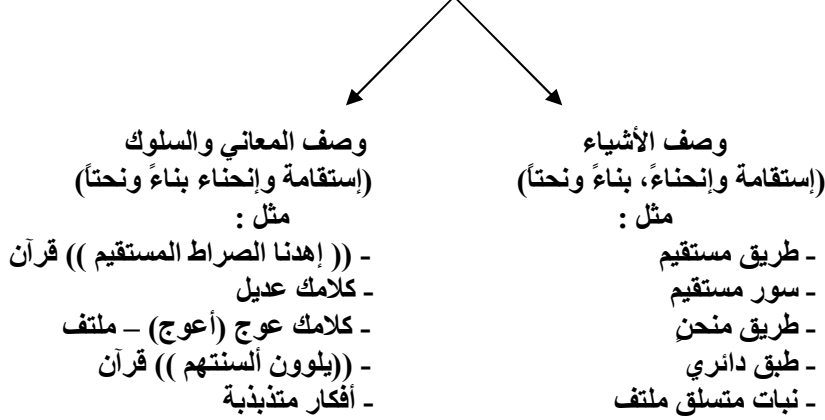 وصف الأشياء
(إستقامة وإنحناءً، بناءً ونحتاً)
مثل :
- طريق مستقيم
- سور مستقيم
- طريق منحنٍ
- طبق دائري
- نبات متسلق ملتف
وصف المعاني والسلوك
(إستقامة وإنحناء بناءً ونحتاً)
مثل :
- (( إهدنا الصراط المستقيم )) قرآن
- كلامك عديل
- كلامك عوج (أعوج) – ملتف
- ((يلوون ألسنتهم )) قرآن
- أفكار متذبذبة